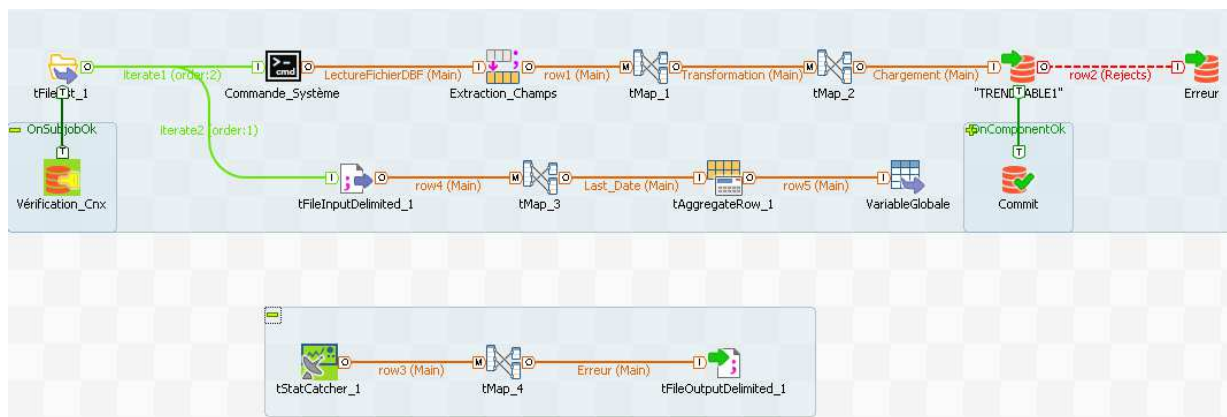 iterate1 (order:2)
LectureFichierDBF (Main)
row1 (Main)
Transformation (Main)
Chargement (Main)
row2 (Rejects)
Commande_Système
Extraction_Champs
tMap_1
tMap_2
"TREND
ABLE1"
Erreur
OnSubjobOk
iterate2 (order:1)
OnComponentOk
row4 (Main)
Last_Date (Main)
row5 (Main)
Vérification_Cnx
tFileInputDelimited_1
tMap_3
tAggregateRow_1
VariableGlobale
Commit
row3 (Main)
Erreur (Main)
tStatCatcher_1
tMap_4
tFileOutputDelimited_1